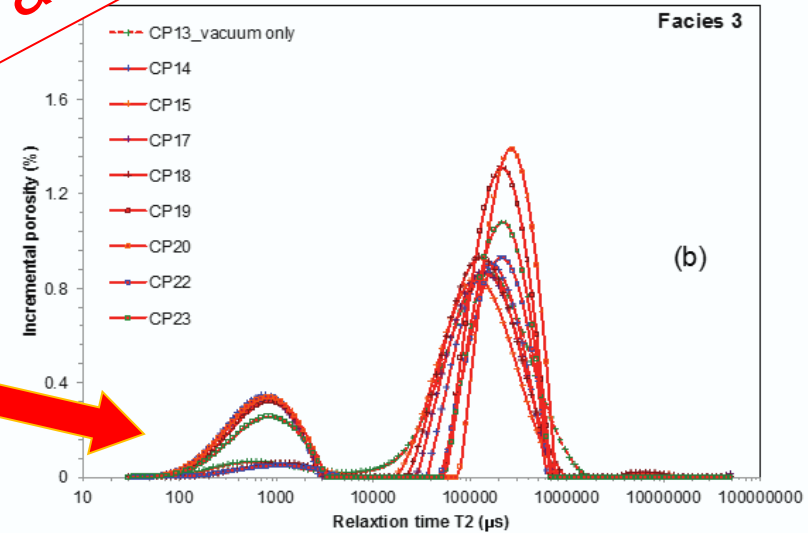 &
Facies 3
CP13_vacuum only
CP14
CP15
CP17
CP18
CP19
CP20
CP22
CP23
(b)
Incremental porosity (%)
1.6
1.2
0.8
0.4
0
10 100 1000 10000 100000 1000000 10000000 100000000
Relaxtion time T2 (µs)